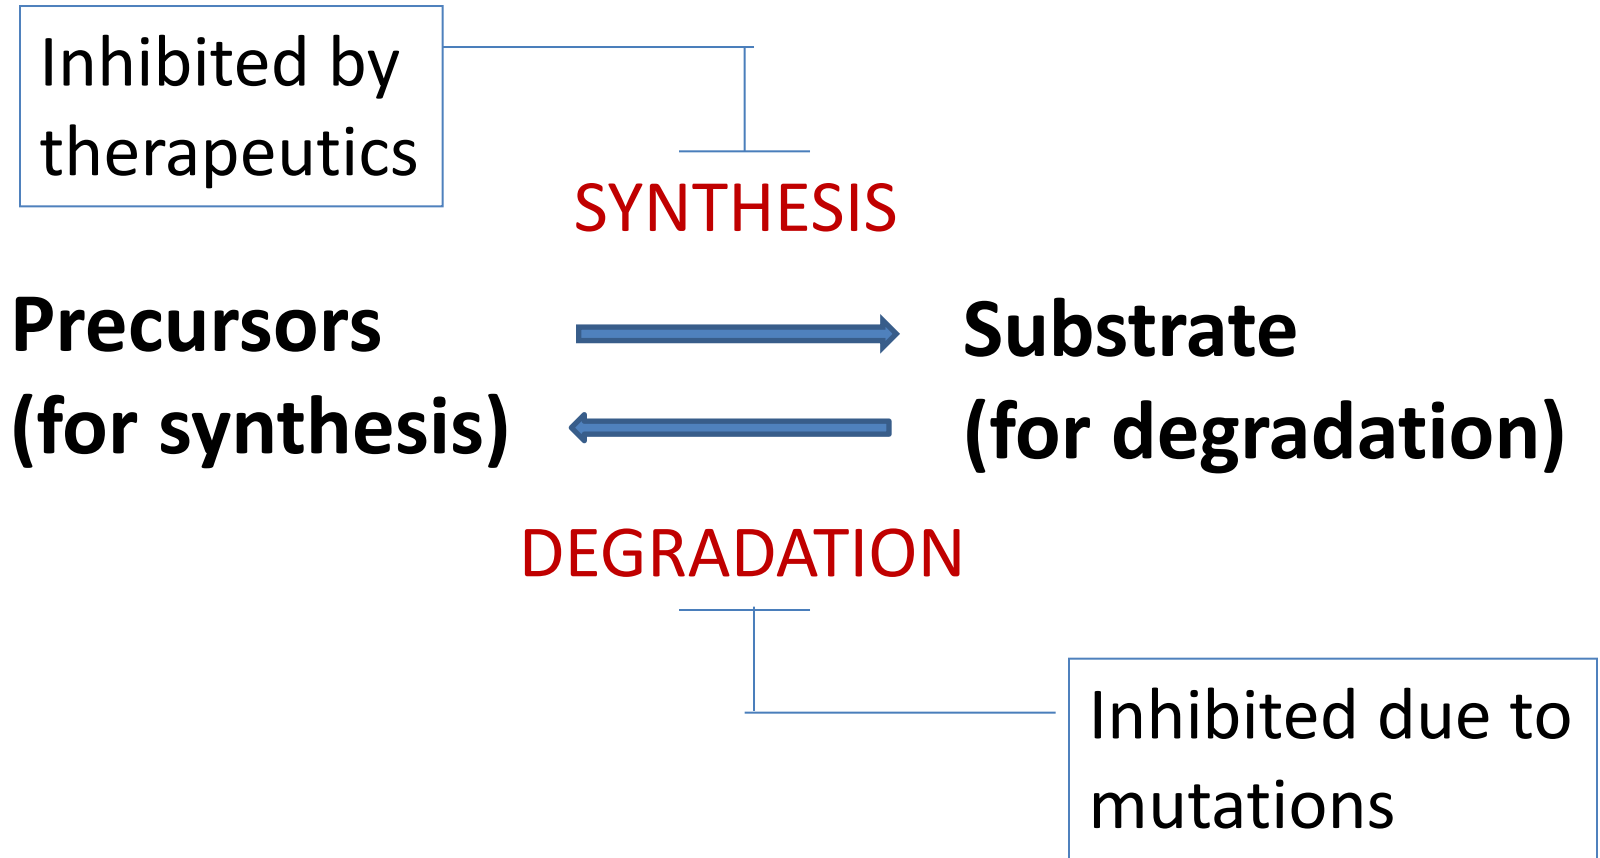 Inhibited by
therapeutics
SYNTHESIS
Precursors
(for synthesis)
Substrate
(for degradation)
DEGRADATION
Inhibited due to
mutations